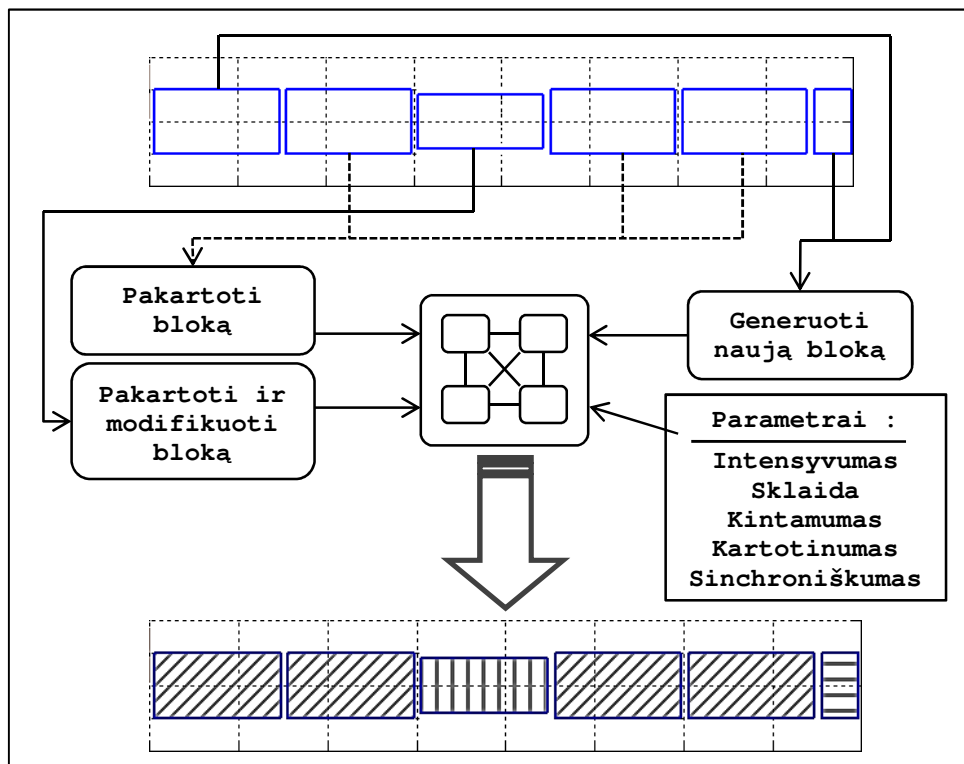 Pakartoti
bloką
Pakartoti ir
modifikuoti
bloką
Generuoti
naują bloką
Parametrai :
Intensyvumas
Sklaida
Kintamumas
Kartotinumas
Sinchroniškumas